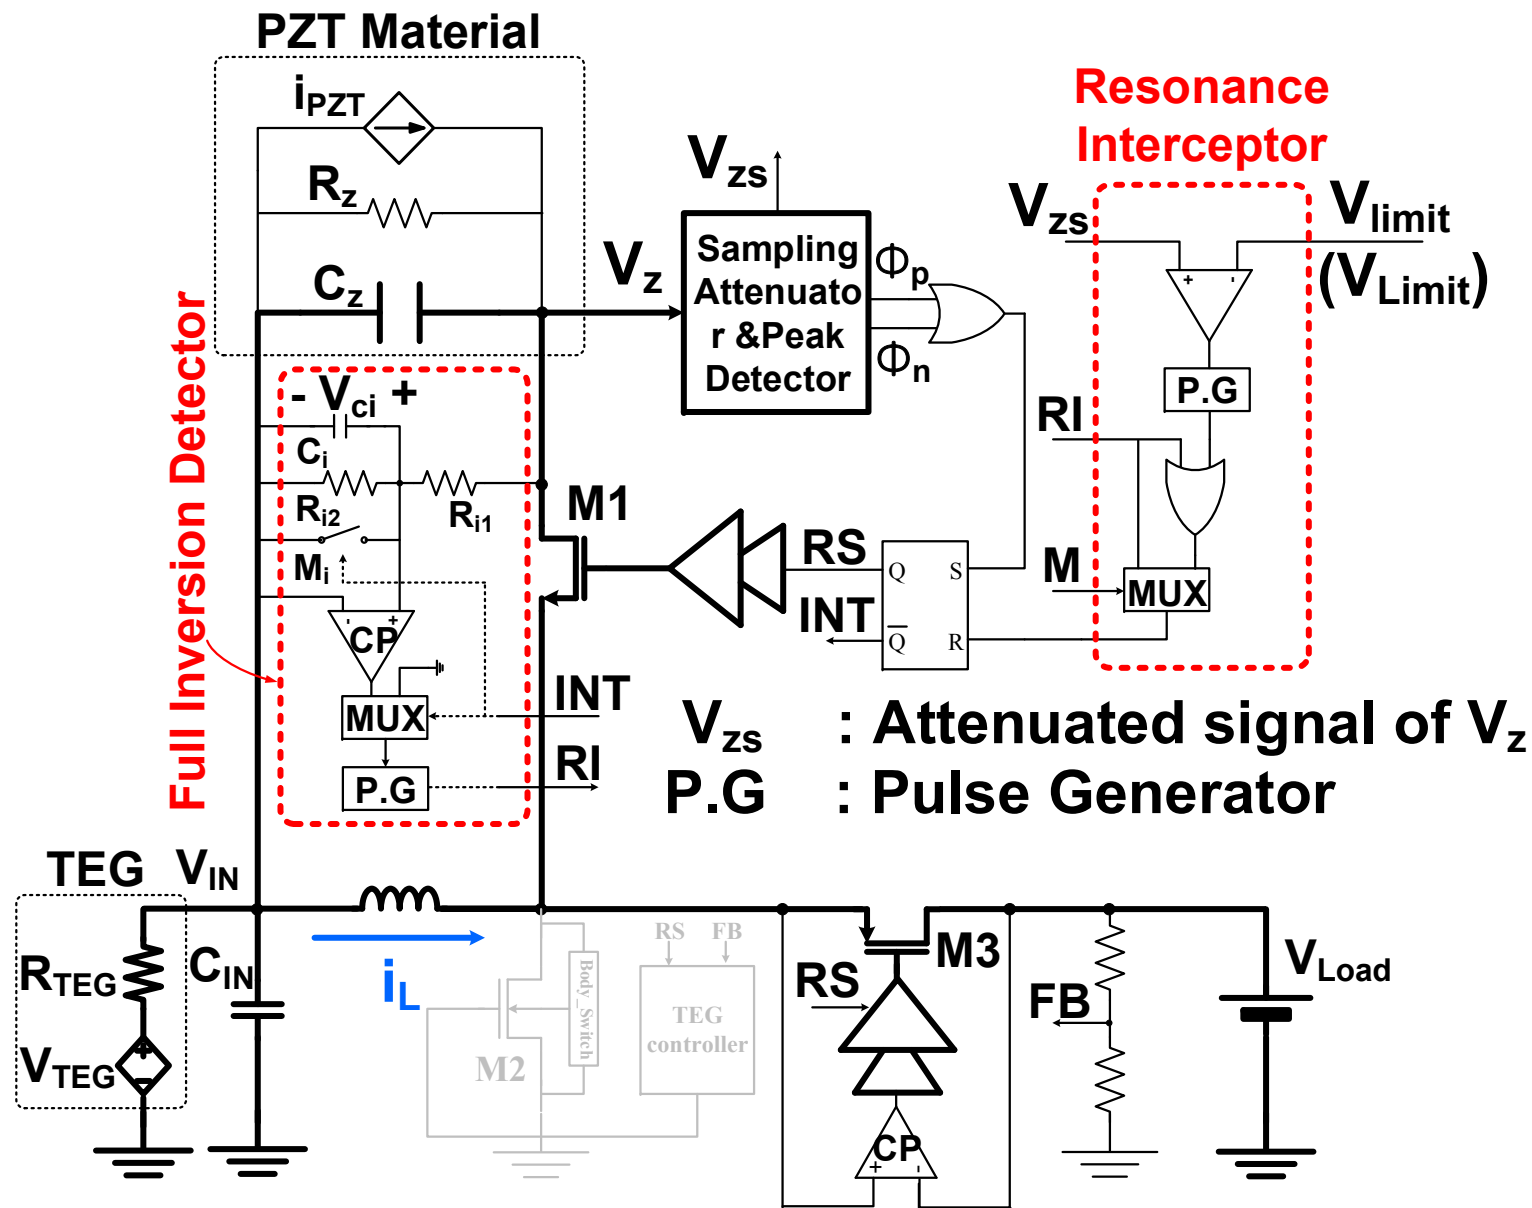 PZT Material
iPZT
Rz
Cz
Vz
Vzs
Sampling
Attenuato
r &Peak
Detector
Φp
Φn
Resonance
Interceptor
Vzs
Vlimit
(VLimit)
+
-
P.G
RI
M
MUX
Full Inversion Detector
- Vci +
Ci
Ri2
Ri1
Mi
-
+
CP
MUX
P.G
INT
RI
M1
RS
INT
Q
S
Q
R
Vzs : Attenuated signal of Vz
P.G : Pulse Generator
TEG
VIN
RTEG
VTEG
+
-
CIN
iL
M2
Body_Switch
RS
FB
TEG
controller
RS
M3
CP
+
-
FB
VLoad